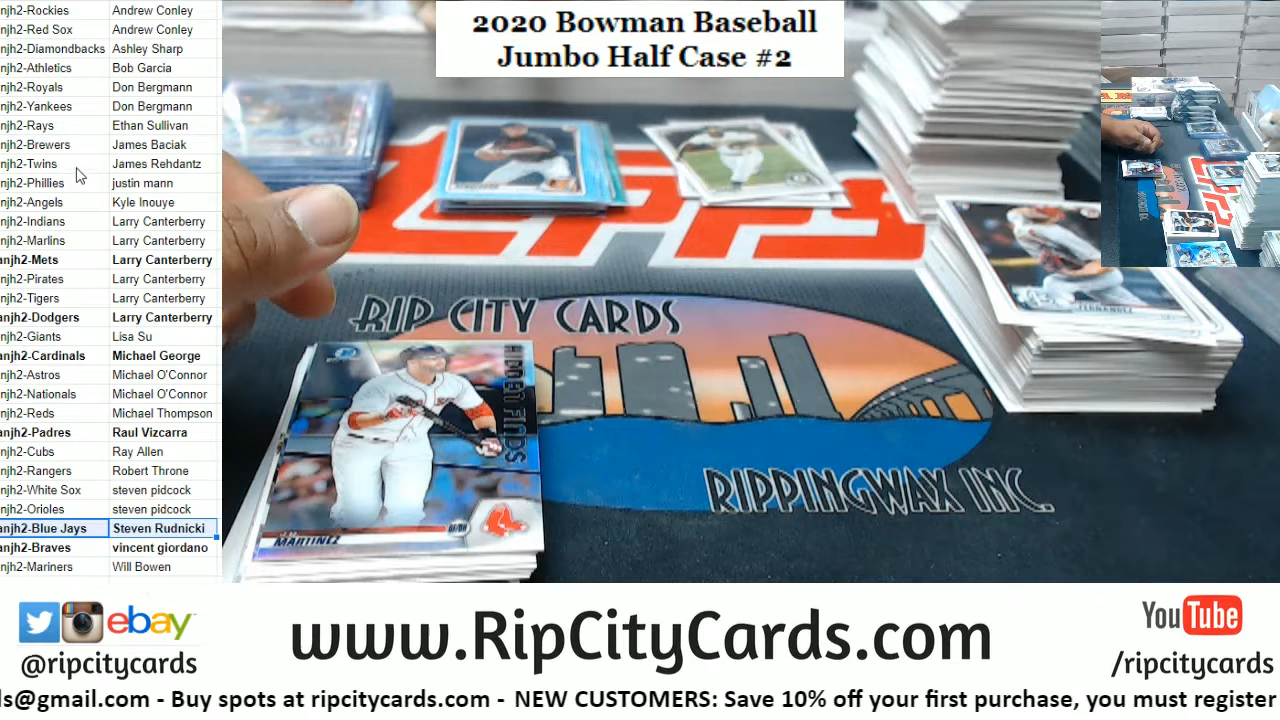 njh2-Rockies Andrew Conley
njh2-Red Sox Andrew Conley
njh2-Diamondbacks Ashley Sharp
njh2-Athletics Bob Garcia
njh2-Royals Don Bergmann
njh2-Yankees Don Bergmann
njh2-Rays Ethan Sullivan
njh2-Brewers James Baciak
njh2-Twins James Rehdantz
njh2-Phillies justin mann
njh2-Angels Kyle Inouye
njh2-Indians Larry Canterberry
njh2-Marlins Larry Canterberry
anjh2-Mets Larry Canterberry
njh2-Pirates Larry Canterberry
njh2-Tigers Larry Canterberry
anjh2-Dodgers Larry Canterberry
njh2-Giants Lisa Su
anjh2-Cardinals Michael George
njh2-Astros Michael O'Connor
njh2-Nationals Michael O'Connor
njh2-Reds Michael Thompson
anjh2-Padres Raul Vizcarra
njh2-Cubs Ray Allen
njh2-Rangers Robert Throne
njh2-White Sox steven pidcock
njh2-Orioles steven pidcock
anjh2-Blue Jays Steven Rudnicki
anjh2-Braves vincent giordano
njh2-Mariners Will Bowen
2020 Bowman Baseball
Jumbo Half Case #2
RIP CITY CARDS
RIPPINGWAX INC.
HIDDEN FINDS
MARTINEZ
FERNANDEZ
ebay
@ripcitycards
www.RipCityCards.com
YouTube
/ripcitycards
ds@gmail.com - Buy spots at ripcitycards.com - NEW CUSTOMERS: Save 10% off your first purchase, you must register